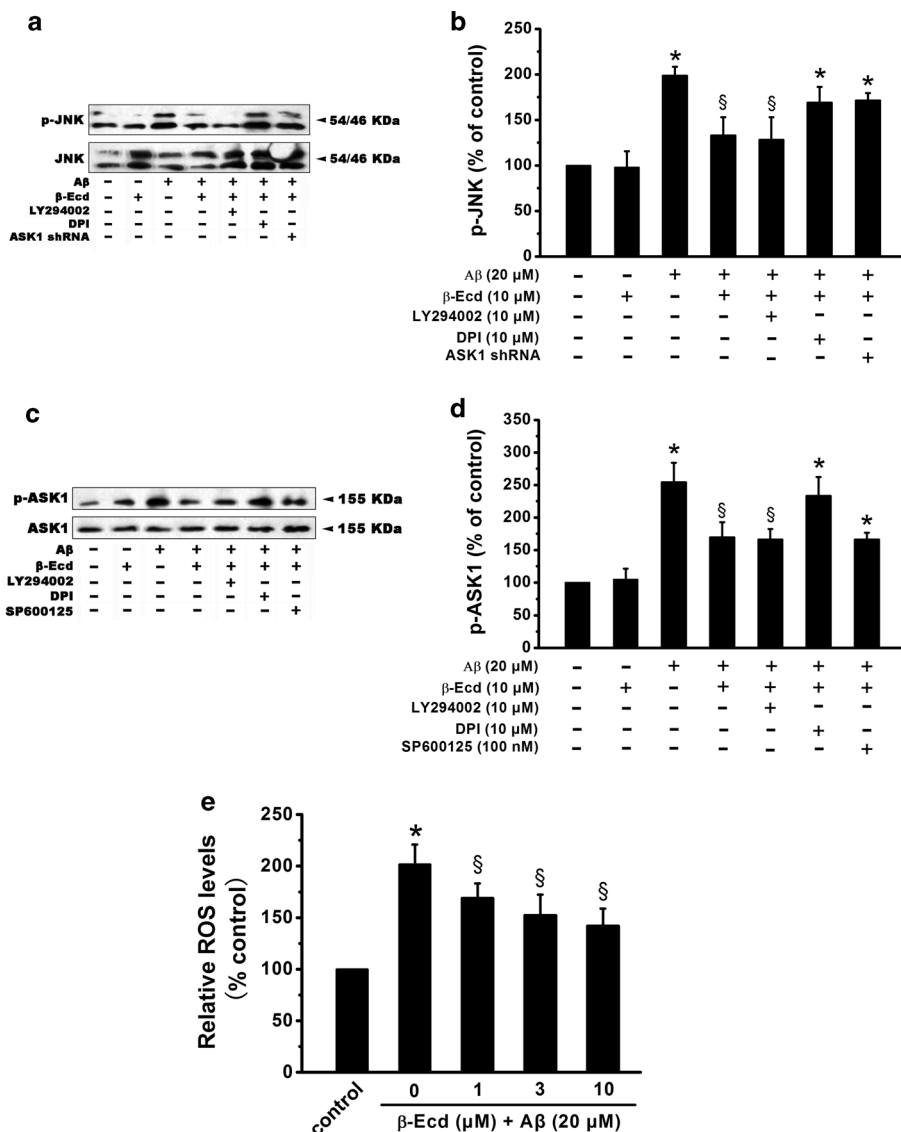 a
p-JNK ◄ 54/46 KDa
JNK ◄ 54/46 KDa
Aβ − − + + + + +
β-Ecd − + − + + + +
LY294002 − − − − + − −
DPI − − − − − + −
ASK1 shRNA − − − − − − +
b
p-JNK (% of control)
250
200
150
100
50
0
* § § * *
Aβ (20 μM) − − + + + + +
β-Ecd (10 μM) − + − + + + +
LY294002 (10 μM) − − − − + − −
DPI (10 μM) − − − − − + −
ASK1 shRNA − − − − − − +
c
p-ASK1 ◄ 155 KDa
ASK1 ◄ 155 KDa
Aβ − − + + + + +
β-Ecd − + − + + + +
LY294002 − − − − + − −
DPI − − − − − + −
SP600125 − − − − − − +
d
p-ASK1 (% of control)
350
300
250
200
150
100
50
0
* § § * *
Aβ (20 μM) − − + + + + +
β-Ecd (10 μM) − + − + + + +
LY294002 (10 μM) − − − − + − −
DPI (10 μM) − − − − − + −
SP600125 (100 nM) − − − − − − +
e
Relative ROS levels
(% control)
250
200
150
100
50
0
* § § §
control 0 1 3 10
β-Ecd (μM) + Aβ (20 μM)